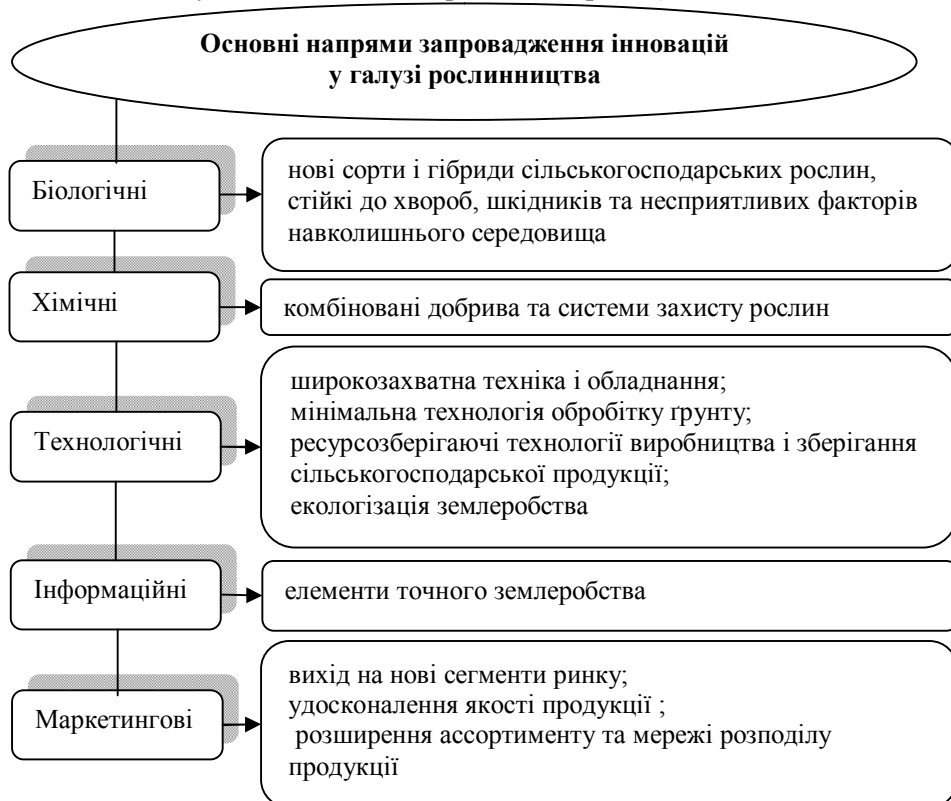 Основні напрями запровадження інновацій
у галузі рослинництва
Біологічні
нові сорти і гібриди сільськогосподарських рослин,
стійкі до хвороб, шкідників та несприятливих факторів
навколишнього середовища
Хімічні
комбіновані добрива та системи захисту рослин
Технологічні
широкозахватна техніка і обладнання;
мінімальна технологія обробітку ґрунту;
ресурсозберігаючі технології виробництва і зберігання
сільськогосподарської продукції;
екологізація землеробства
Інформаційні
елементи точного землеробства
Маркетингові
вихід на нові сегменти ринку;
удосконалення якості продукції ;
розширення ассортименту та мережі розподілу
продукції